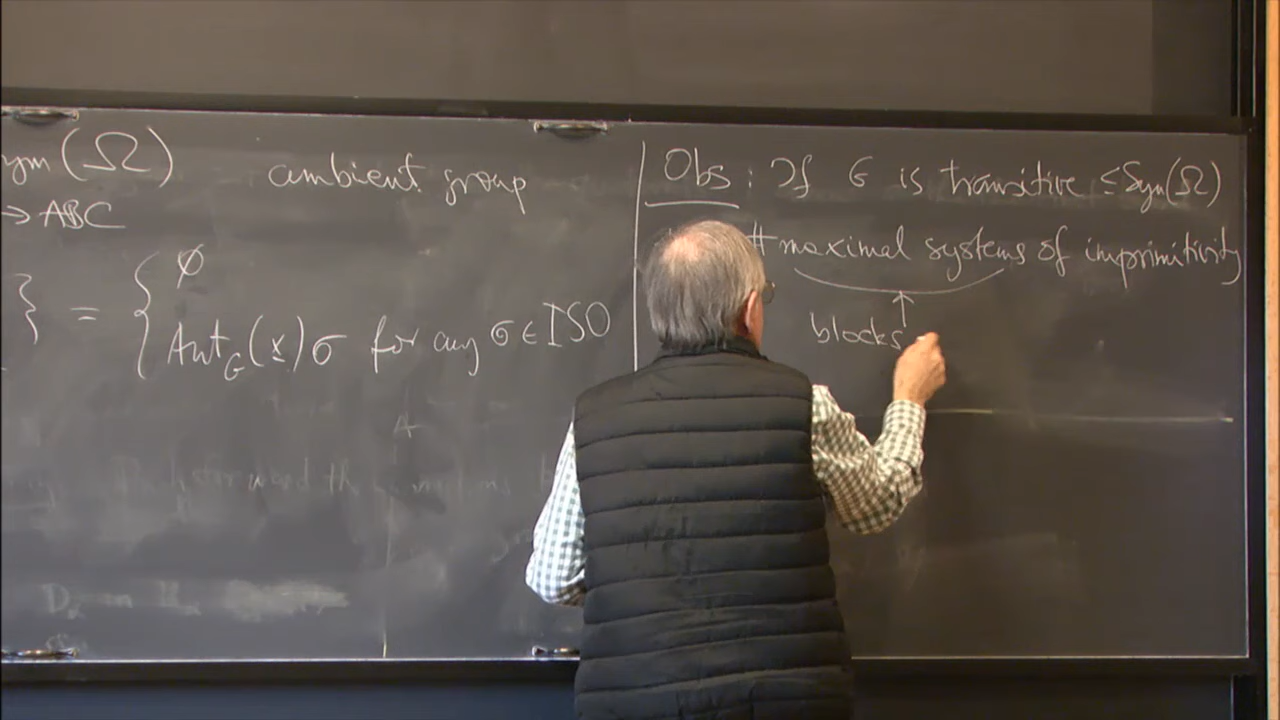 ym(Ω) ambient group
→ ABC
} = { ∅
Aut_G(x)σ for any σ ∈ ISO
Obs: If G is transitive ≤ Sym(Ω)
# maximal systems of imprimitivity
↑
blocks